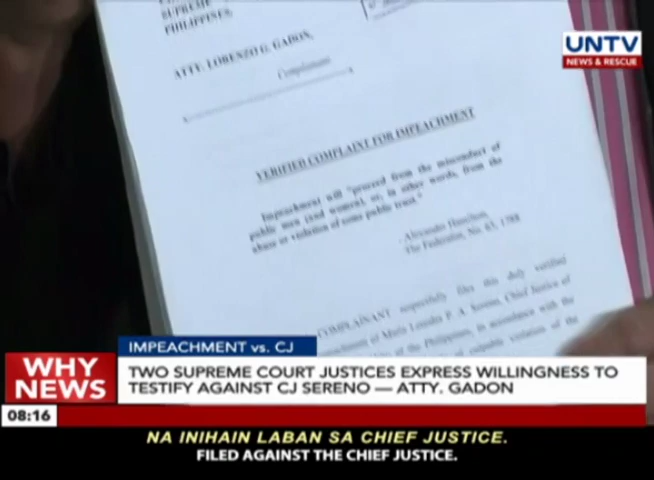 SUPREME
PHILIPPINES,
ATTY. LORENZO G. GADON,
Complainant
x
VERIFIED COMPLAINT FOR IMPEACHMENT
Impeachment will "proceed from the misconduct of
public men (and women), or, in other words, from the
abuse or violation of some public trust."
- Alexander Hamilton,
The Federalist, No. 65, 1788
COMPLAINANT respectfully files this duly verified
of Maria Lourdes P. A. Sereno, Chief Justice of
of the Philippines, in accordance with the
of culpable violation of the
UNTV
NEWS & RESCUE
IMPEACHMENT vs. CJ
WHY
NEWS
TWO SUPREME COURT JUSTICES EXPRESS WILLINGNESS TO
TESTIFY AGAINST CJ SERENO — ATTY. GADON
08:16
NA INIHAIN LABAN SA CHIEF JUSTICE.
FILED AGAINST THE CHIEF JUSTICE.